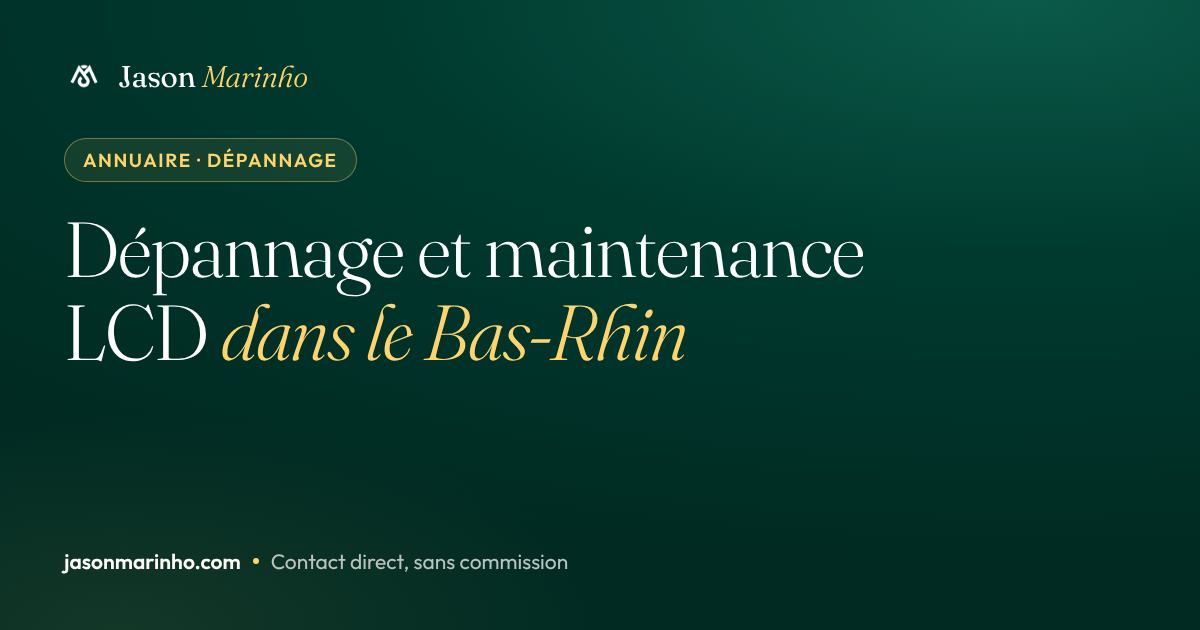 Jason Marinho
ANNUAIRE · DÉPANNAGE
Dépannage et maintenance
LCD dans le Bas-Rhin
jasonmarinho.com • Contact direct, sans commission